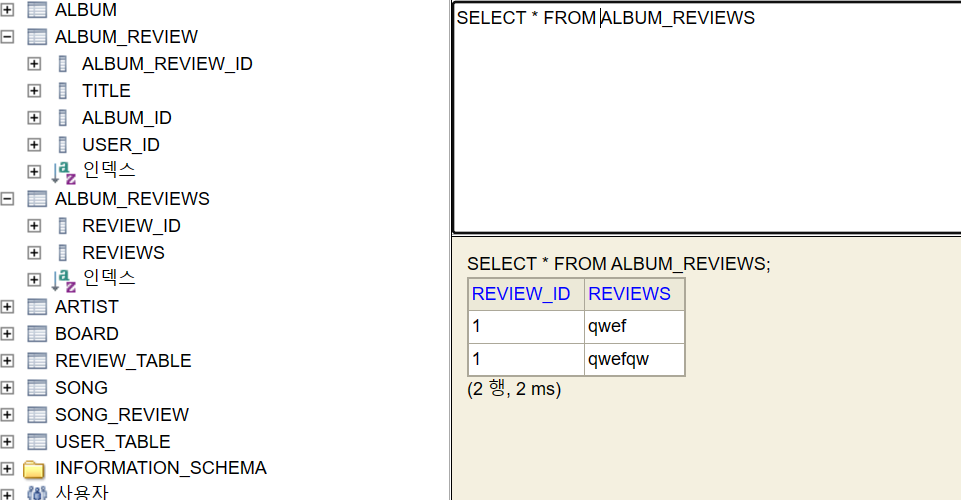 ALBUM
ALBUM_REVIEW
ALBUM_REVIEW_ID
TITLE
ALBUM_ID
USER_ID
인덱스
ALBUM_REVIEWS
REVIEW_ID
REVIEWS
인덱스
ARTIST
BOARD
REVIEW_TABLE
SONG
SONG_REVIEW
USER_TABLE
INFORMATION_SCHEMA
사용자
SELECT * FROM ALBUM_REVIEWS
SELECT * FROM ALBUM_REVIEWS;
REVIEW_ID REVIEWS
1 qwef
1 qwefqw
(2 행, 2 ms)